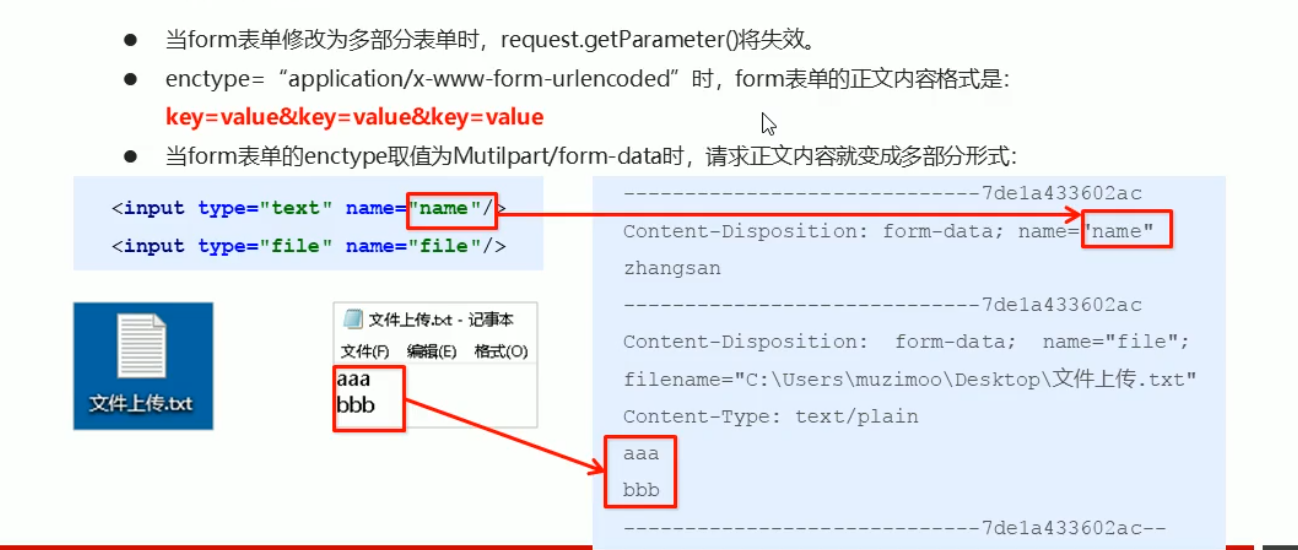 ● 当form表单修改为多部分表单时，request.getParameter()将失效。
● enctype=“application/x-www-form-urlencoded”时，form表单的正文内容格式是：
key=value&key=value&key=value
● 当form表单的enctype取值为Mutilpart/form-data时，请求正文内容就变成多部分形式：
<input type="text" name="name"/>
<input type="file" name="file"/>
文件上传.txt
文件上传.txt - 记事本
文件(F) 编辑(E) 格式(O)
aaa
bbb
-----------------------------7de1a433602ac
Content-Disposition: form-data; name="name"
zhangsan
-----------------------------7de1a433602ac
Content-Disposition: form-data; name="file";
filename="C:\Users\muzimoo\Desktop\文件上传.txt"
Content-Type: text/plain
aaa
bbb
-----------------------------7de1a433602ac--